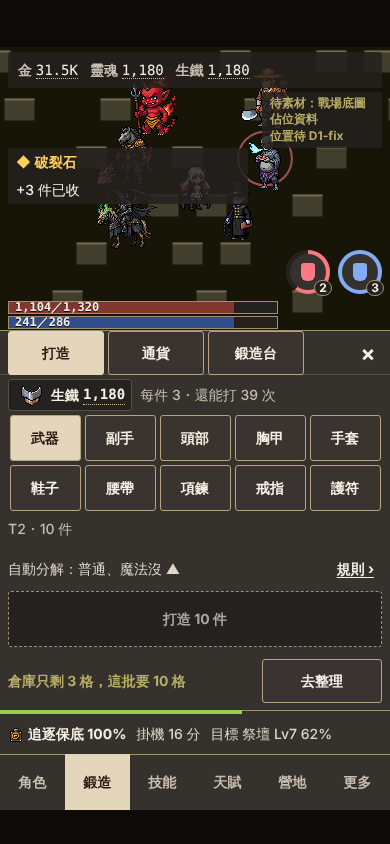 金 31.5K 靈魂 1,180 生鐵 1,180
待素材：戰場底圖
佔位資料
位置待 D1-fix
◆ 破裂石
+3 件已收
2
3
1,104／1,320
241／286
打造 通貨 鍛造台 ×
生鐵 1,180 每件 3・還能打 39 次
武器 副手 頭部 胸甲 手套
鞋子 腰帶 項鍊 戒指 護符
T2・10 件
自動分解：普通、魔法沒 ▲ 規則 ›
打造 10 件
倉庫只剩 3 格，這批要 10 格 去整理
追逐保底 100% 掛機 16 分 目標 祭壇 Lv7 62%
角色 鍛造 技能 天賦 營地 更多